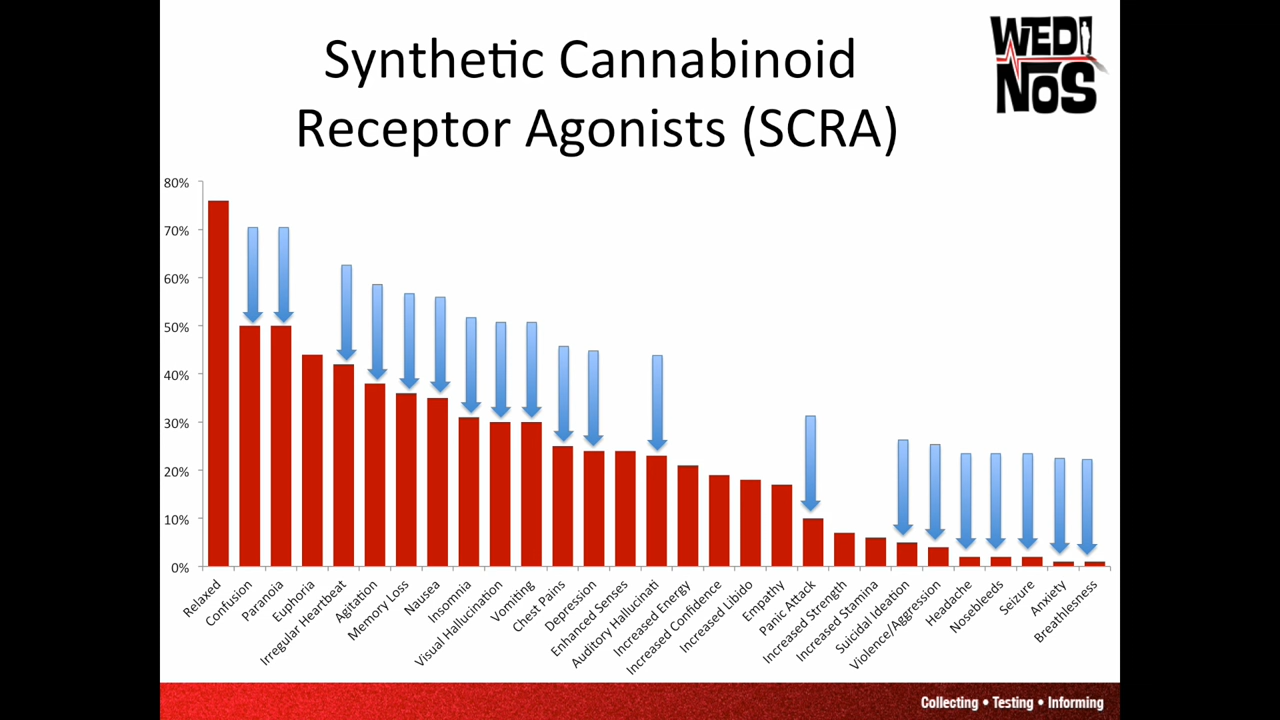 Synthetic Cannabinoid
Receptor Agonists (SCRA)
WEDI
NOS
80%
70%
60%
50%
40%
30%
20%
10%
0%
Relaxed
Confusion
Paranoia
Euphoria
Irregular Heartbeat
Agitation
Memory Loss
Nausea
Insomnia
Visual Hallucination
Vomiting
Chest Pains
Depression
Enhanced Senses
Auditory Hallucinati
Increased Energy
Increased Confidence
Increased Libido
Empathy
Panic Attack
Increased Strength
Increased Stamina
Suicidal Ideation
Violence/Aggression
Headache
Nosebleeds
Seizure
Anxiety
Breathlesness
Collecting • Testing • Informing